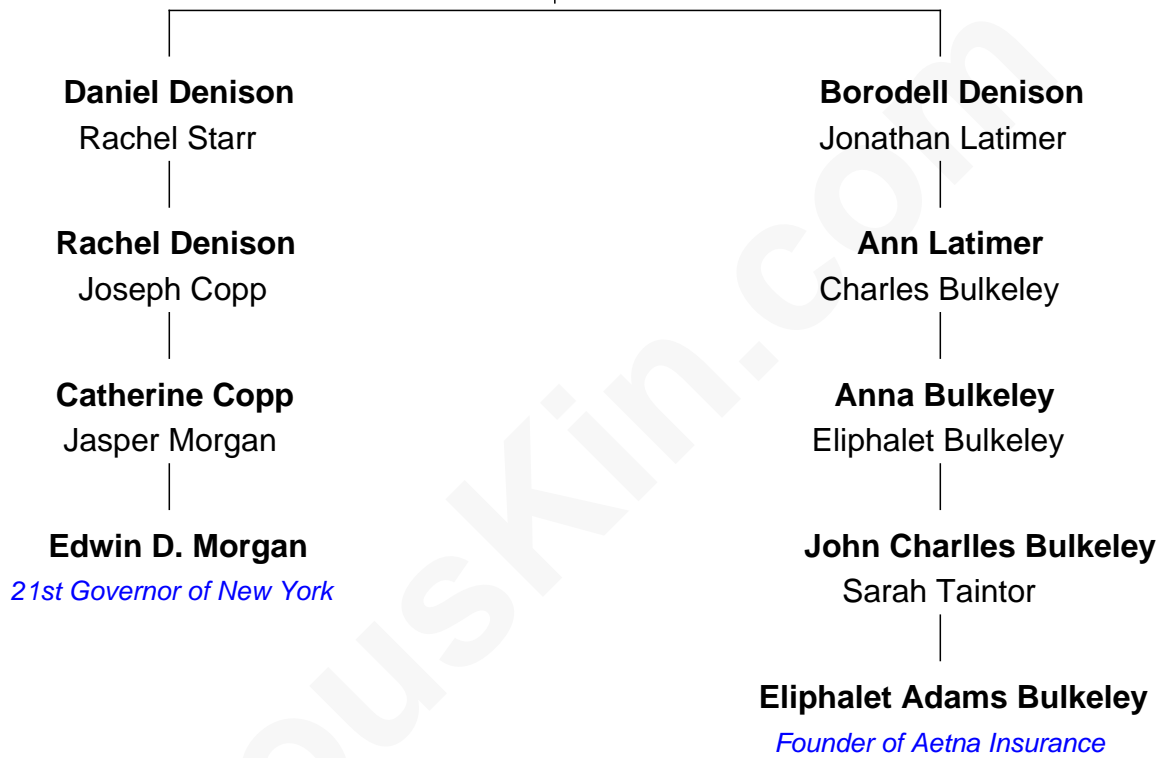 Daniel Denison
Rachel Starr
Rachel Denison
Joseph Copp
Catherine Copp
Jasper Morgan
Edwin D. Morgan
21st Governor of New York
Borodell Denison
Jonathan Latimer
Ann Latimer
Charles Bulkeley
Anna Bulkeley
Eliphalet Bulkeley
John Charlles Bulkeley
Sarah Taintor
Eliphalet Adams Bulkeley
Founder of Aetna Insurance
ousKin.com